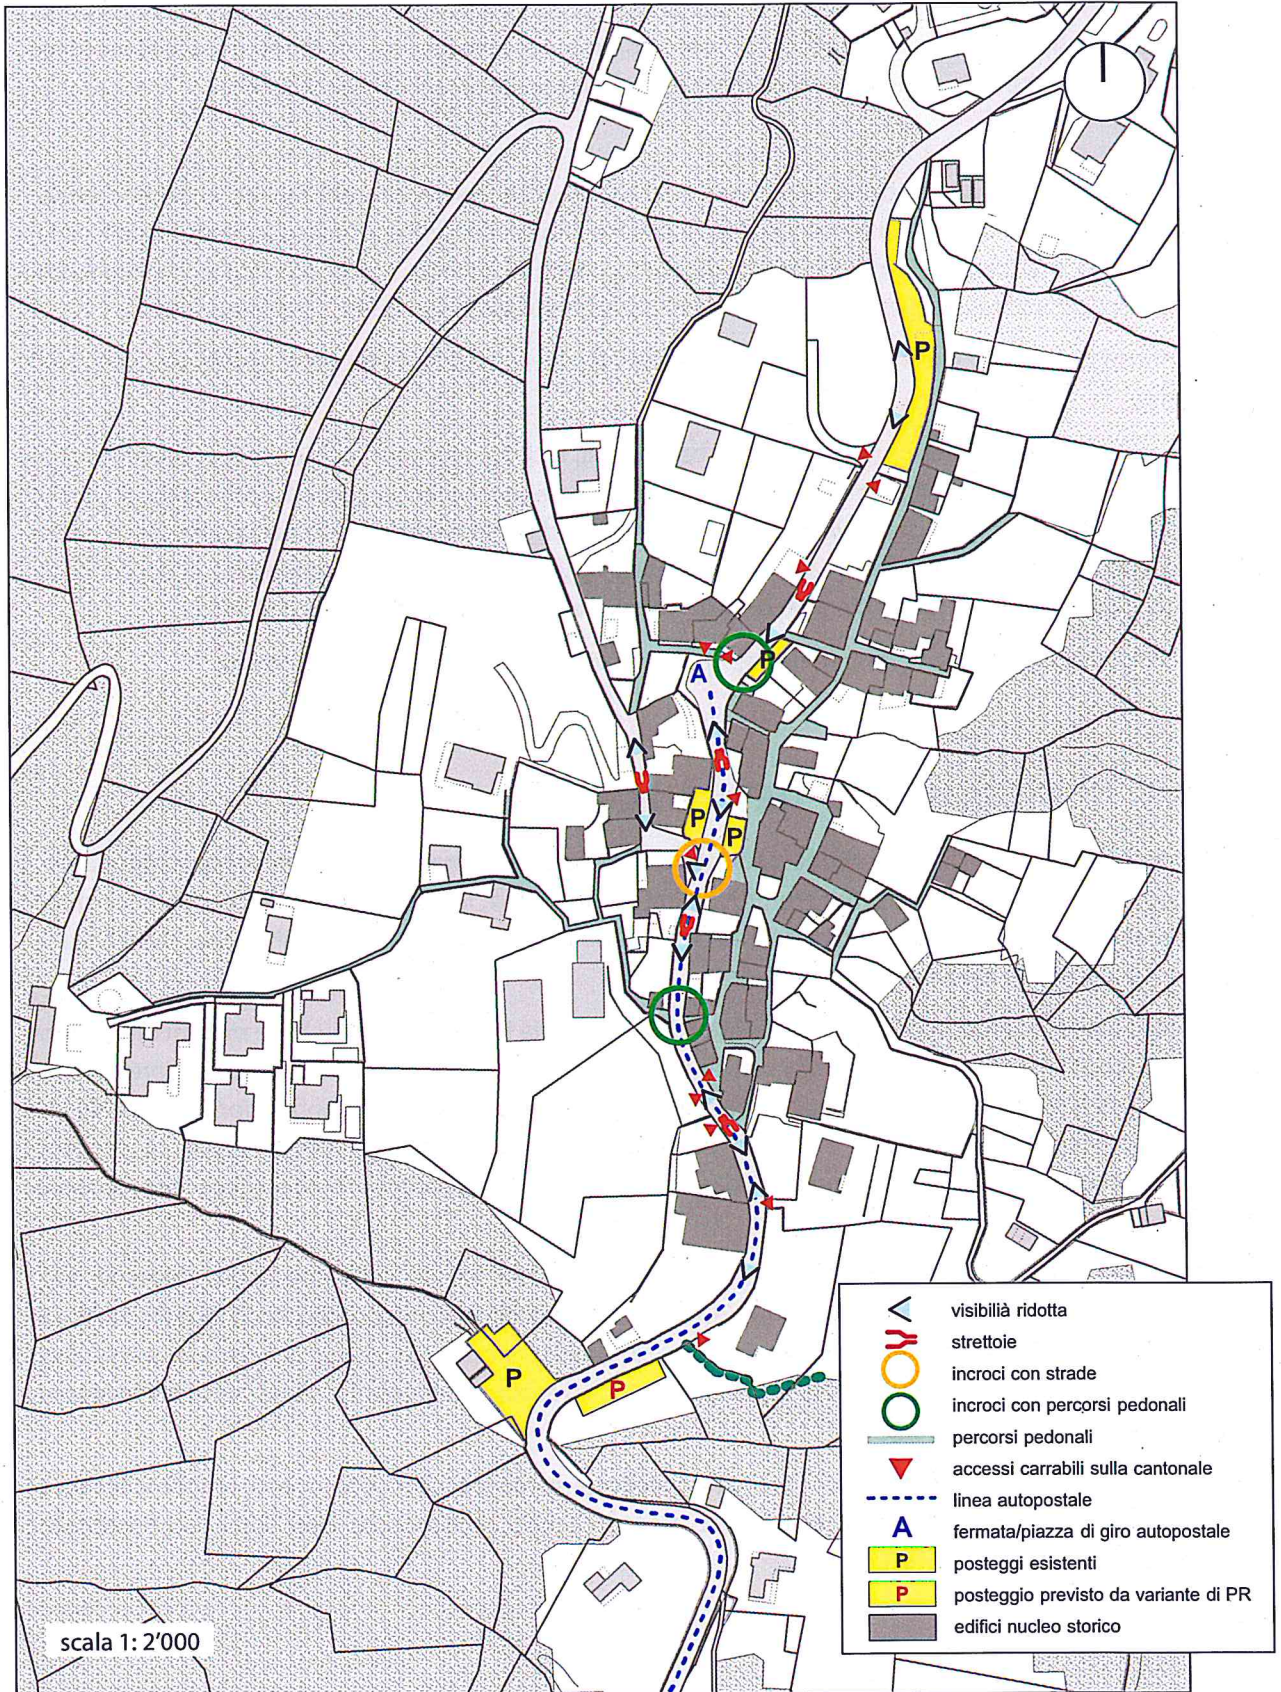 P
P
A
P
P
P
P
visibilià ridotta
strettoie
incroci con strade
incroci con percorsi pedonali
percorsi pedonali
accessi carrabili sulla cantonale
linea autopostale
A fermata/piazza di giro autopostale
P posteggi esistenti
P posteggio previsto da variante di PR
edifici nucleo storico
scala 1: 2'000